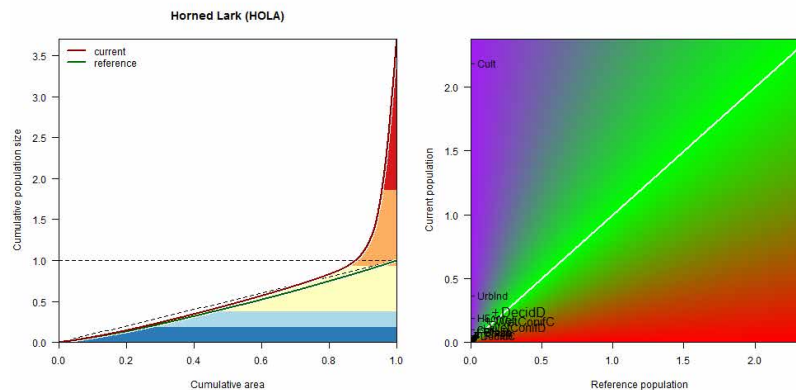 Horned Lark (HOLA)
current
reference
Cumulative population size
0.0
0.5
1.0
1.5
2.0
2.5
3.0
3.5
0.0
0.2
0.4
0.6
0.8
1.0
Cumulative area
Current population
0.0
0.5
1.0
1.5
2.0
Cult
UrbInd
DecidD
WetConifC
WetConifD
0.0
0.5
1.0
1.5
2.0
Reference population